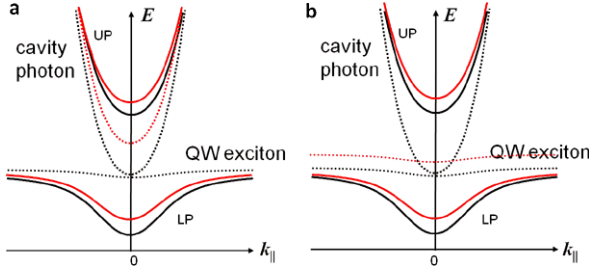 a
E
UP
cavity
photon
QW exciton
LP
k||
0
b
E
UP
cavity
photon
QW exciton
LP
k||
0